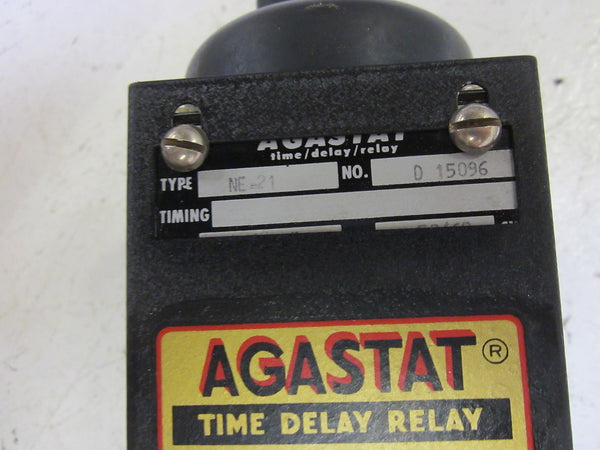 AGASTAT
time/delay/relay
TYPE NE-21 NO. D 15096
TIMING
AGASTAT ®
TIME DELAY RELAY